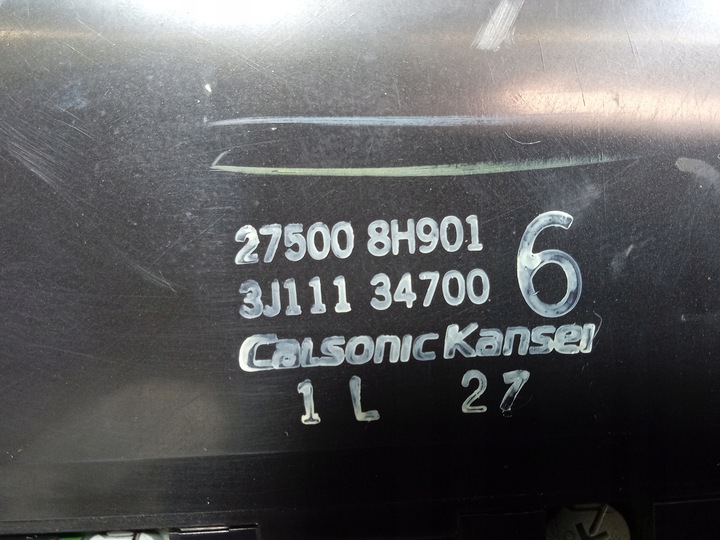 27500 8H901
3J111 34700 6
CalsonicKansei
1 L 27